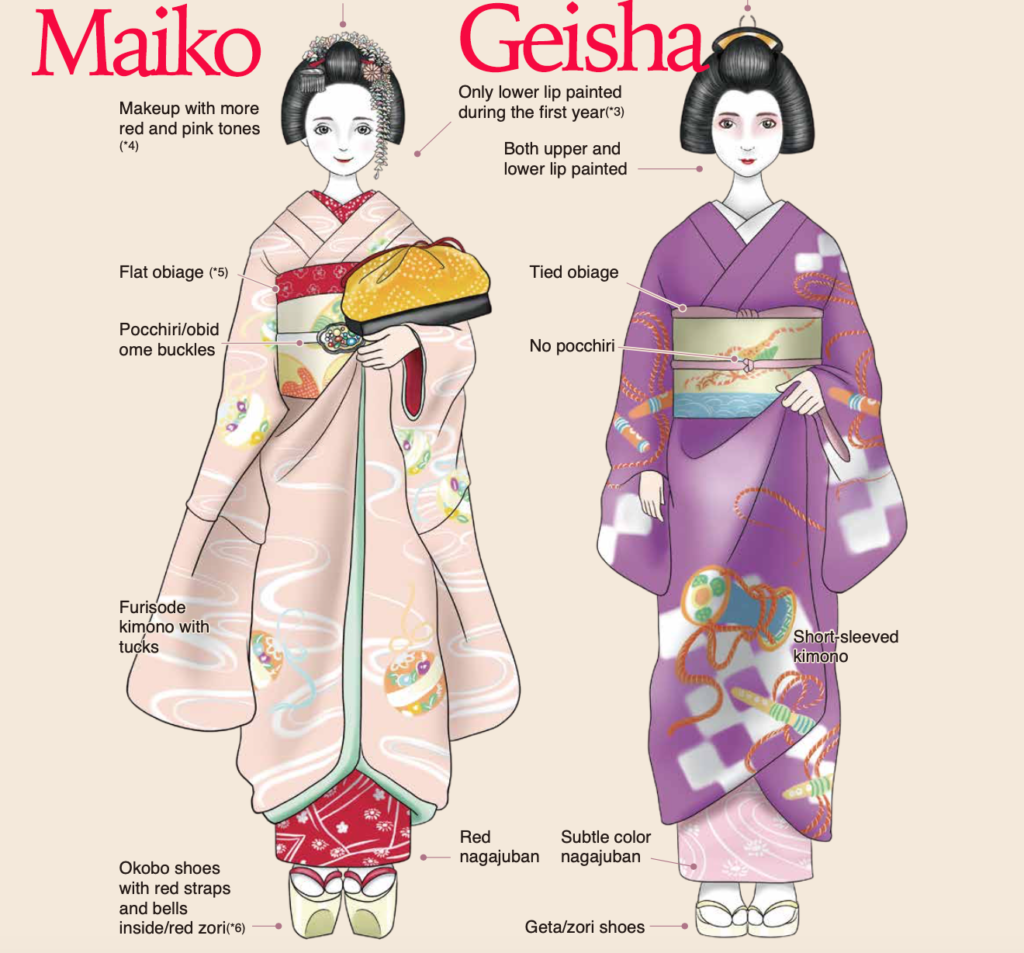 Maiko
Makeup with more
red and pink tones
(*4)
Flat obiage (*5)
Pocchiri/obid
ome buckles
Furisode
kimono with
tucks
Okobo shoes
with red straps
and bells
inside/red zori(*6)
Only lower lip painted
during the first year(*3)
Red
nagajuban
Geisha
Both upper and
lower lip painted
Tied obiage
No pocchiri
Short-sleeved
kimono
Subtle color
nagajuban
Geta/zori shoes